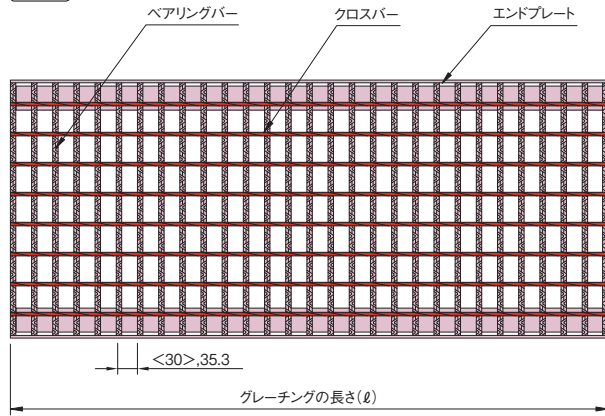 ベアリングバー
クロスバー
エンドプレート
<30>,35.3
グレーチングの長さ(ℓ)